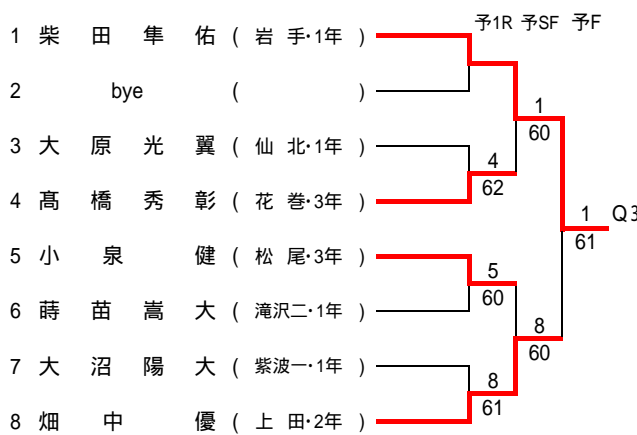 予1R 予SF 予F
1 柴田隼佑 ( 岩手・1年 )
2 bye ( )
1
60
3 大原光翼 ( 仙北・1年 )
4
62
4 髙橋秀彰 ( 花巻・3年 )
1 Q3
61
5 小泉健 ( 松尾・3年 )
5
60
6 蒔苗嵩大 ( 滝沢二・1年 )
8
60
7 大沼陽大 ( 紫波一・1年 )
8
61
8 畑中優 ( 上田・2年 )